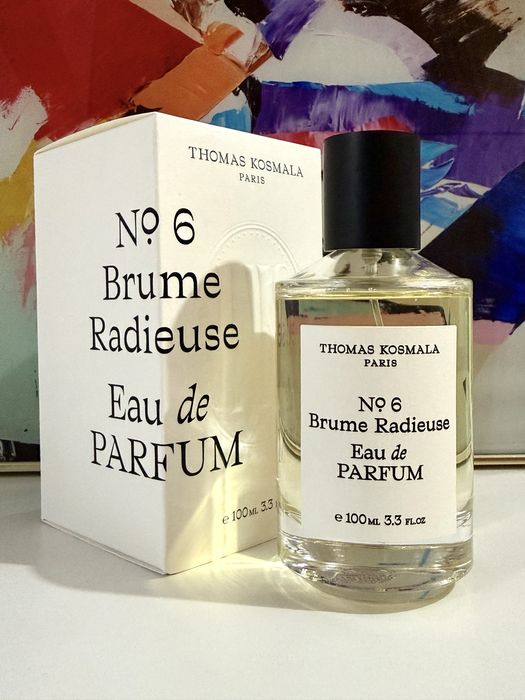 THOMAS KOSMALA
PARIS
Nº 6
Brume
Radieuse
Eau de
PARFUM
e 100ML 3.3
THOMAS KOSMALA
PARIS
Nº 6
Brume Radieuse
Eau de
PARFUM
e 100ML 3.3 FL.OZ